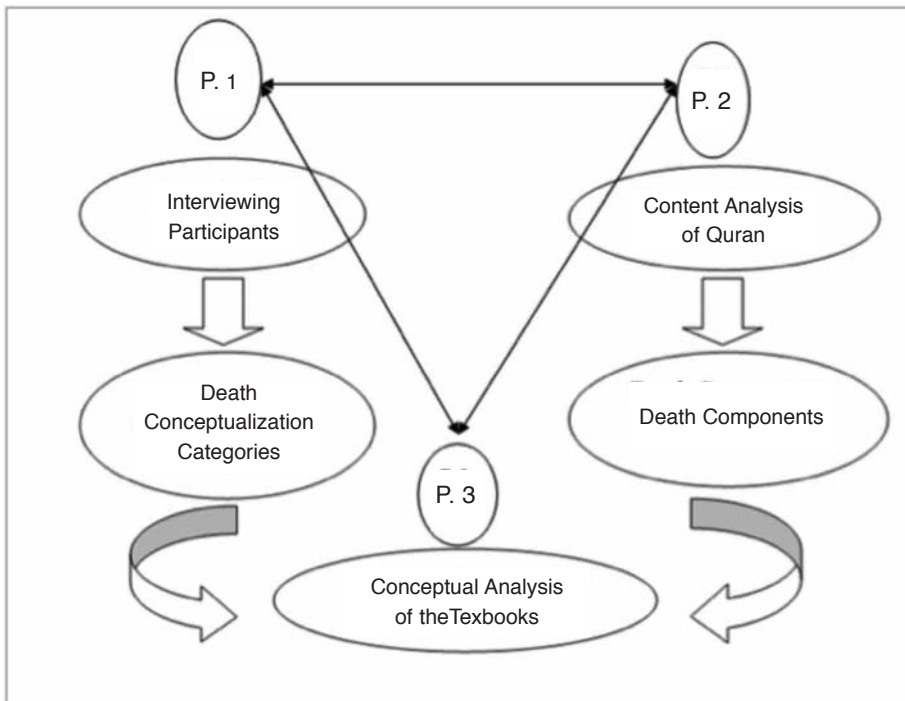 P. 1
P. 2
Interviewing
Participants
Content Analysis
of Quran
Death
Conceptualization
Categories
Death Components
P. 3
Conceptual Analysis
of theTexbooks